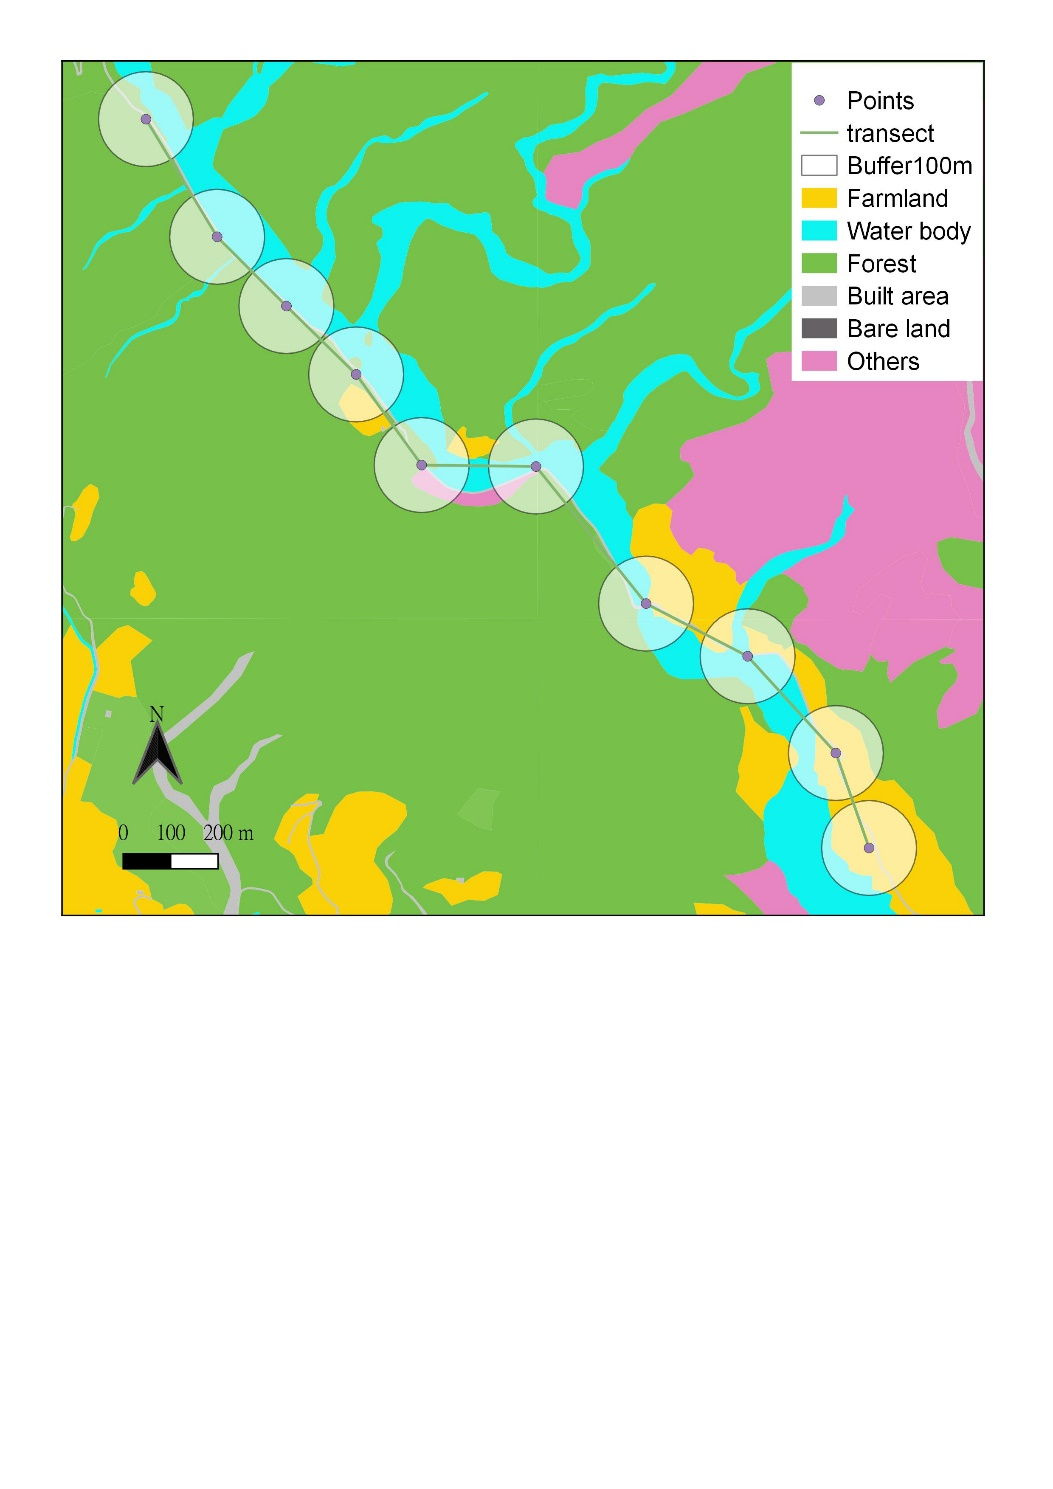 Points
transect
Buffer100m
Farmland
Water body
Forest
Built area
Bare land
Others
N
0 100 200 m